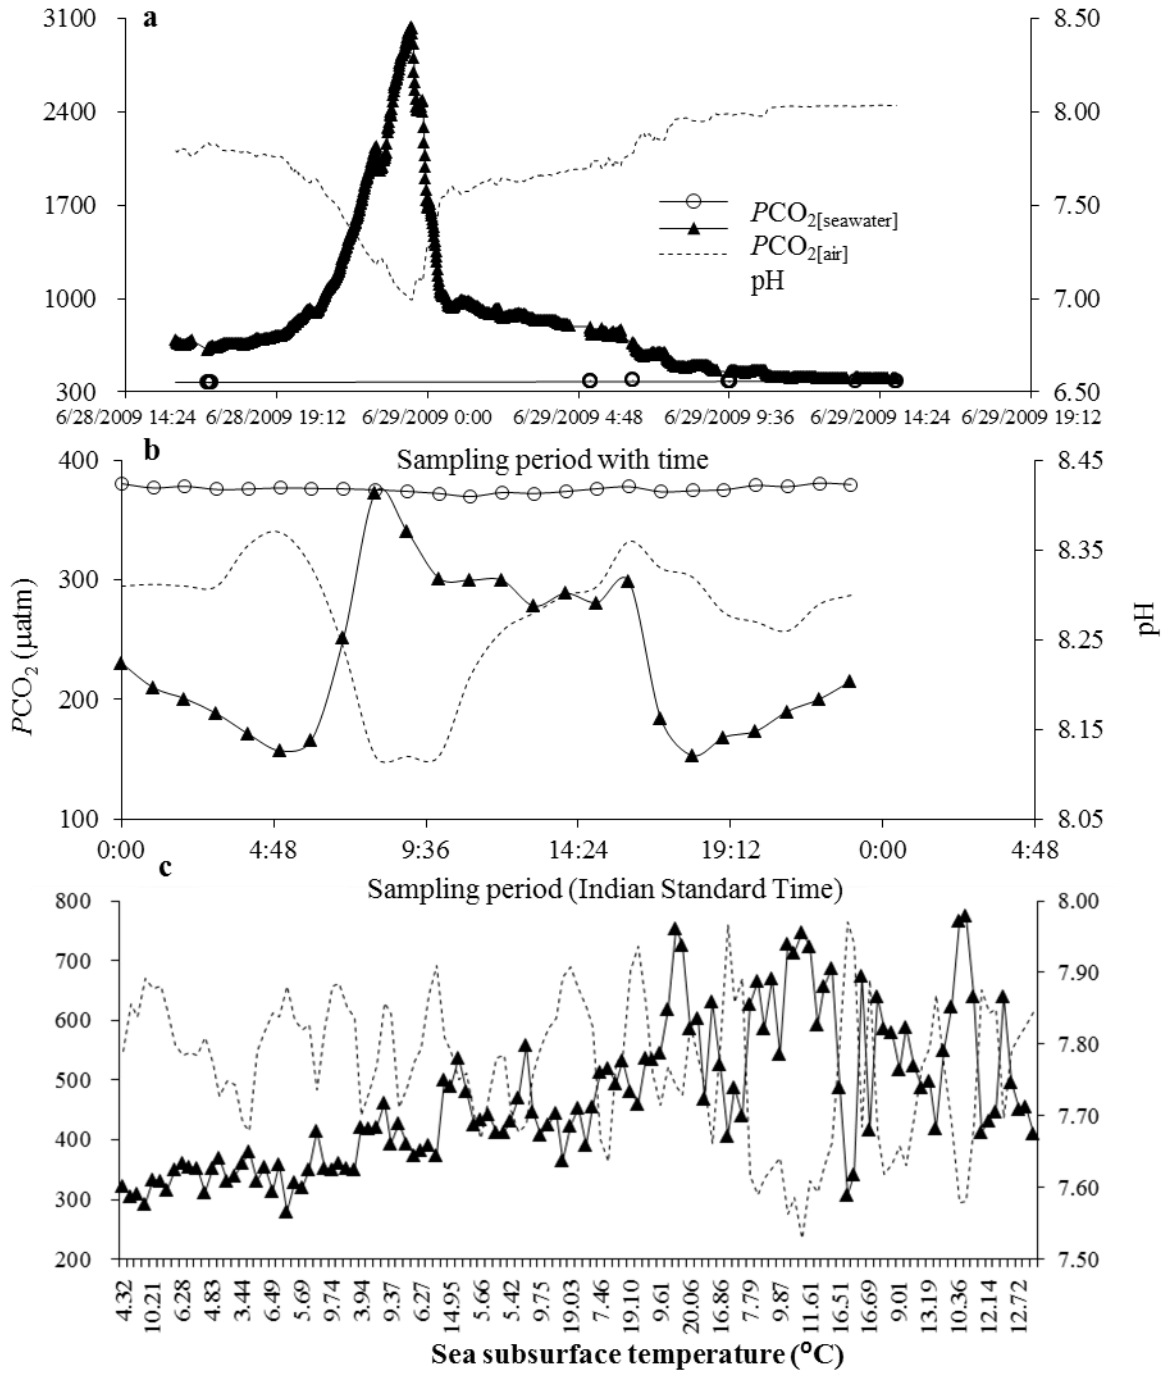 a
3100
2400
1700
1000
300
8.50
8.00
7.50
7.00
6.50
PCO2[seawater]
PCO2[air]
pH
6/28/2009 14:24 6/28/2009 19:12 6/29/2009 0:00 6/29/2009 4:48 6/29/2009 9:36 6/29/2009 14:24 6/29/2009 19:12
Sampling period with time
b
400
300
200
100
8.45
8.35
8.25
8.15
8.05
PCO2 (µatm)
pH
0:00 4:48 9:36 14:24 19:12 0:00 4:48
Sampling period (Indian Standard Time)
c
800
700
600
500
400
300
200
8.00
7.90
7.80
7.70
7.60
7.50
4.32 10.21 6.28 4.83 3.44 6.49 5.69 9.74 3.94 9.37 6.27 14.95 5.66 5.42 9.75 19.03 7.46 19.10 9.61 20.06 16.86 7.79 9.87 11.61 16.51 16.69 9.01 13.19 10.36 12.14 12.72
Sea subsurface temperature (°C)